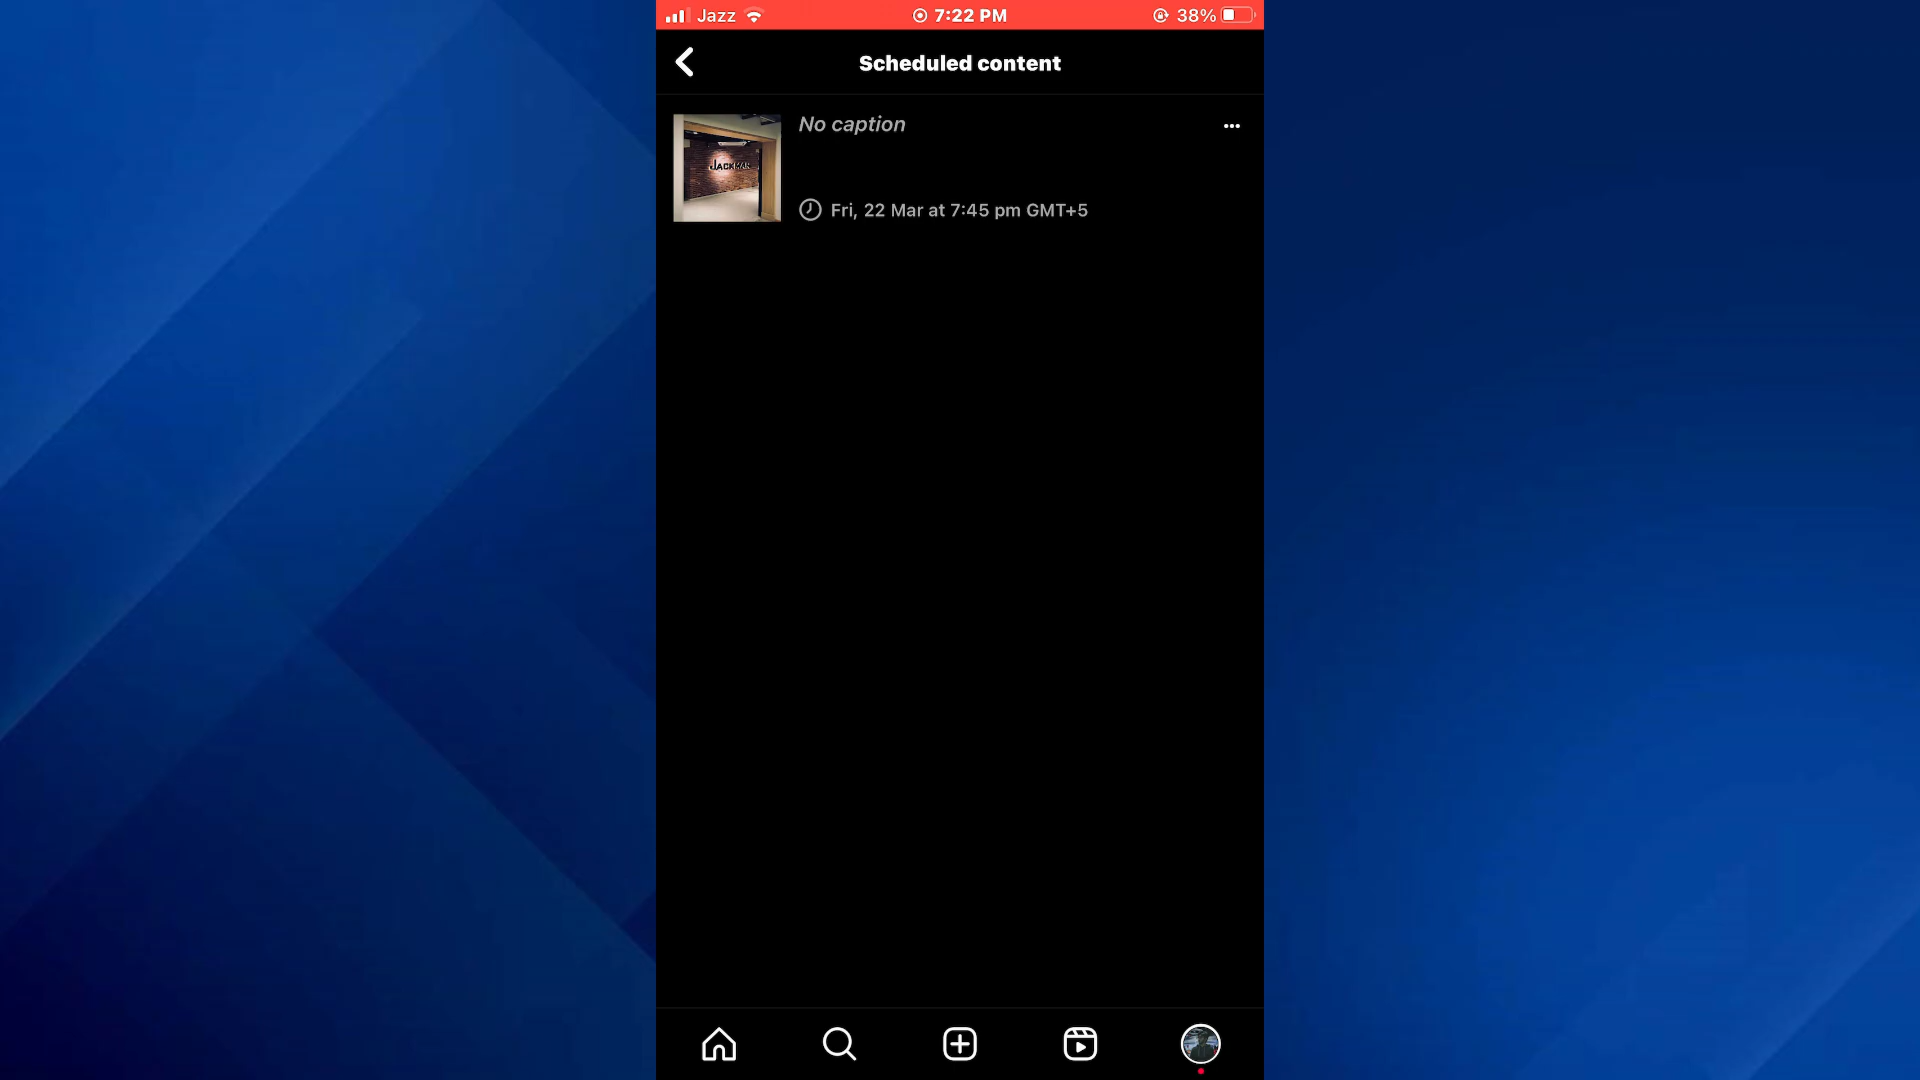 Jazz 7:22 PM 38%
Scheduled content
No caption
Fri, 22 Mar at 7:45 pm GMT+5